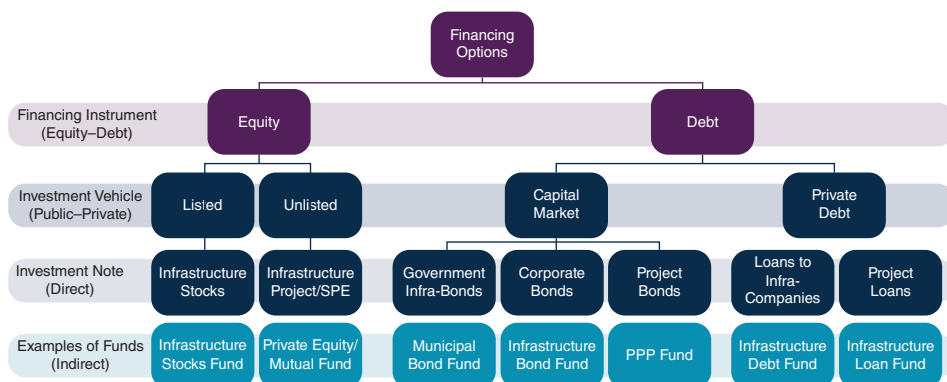 Financing
Options
Financing Instrument
(Equity–Debt)
Equity
Debt
Investment Vehicle
(Public–Private)
Listed
Unlisted
Capital
Market
Private
Debt
Investment Note
(Direct)
Infrastructure
Stocks
Infrastructure
Project/SPE
Government
Infra-Bonds
Corporate
Bonds
Project
Bonds
Loans to
Infra-
Companies
Project
Loans
Examples of Funds
(Indirect)
Infrastructure
Stocks Fund
Private Equity/
Mutual Fund
Municipal
Bond Fund
Infrastructure
Bond Fund
PPP Fund
Infrastructure
Debt Fund
Infrastructure
Loan Fund